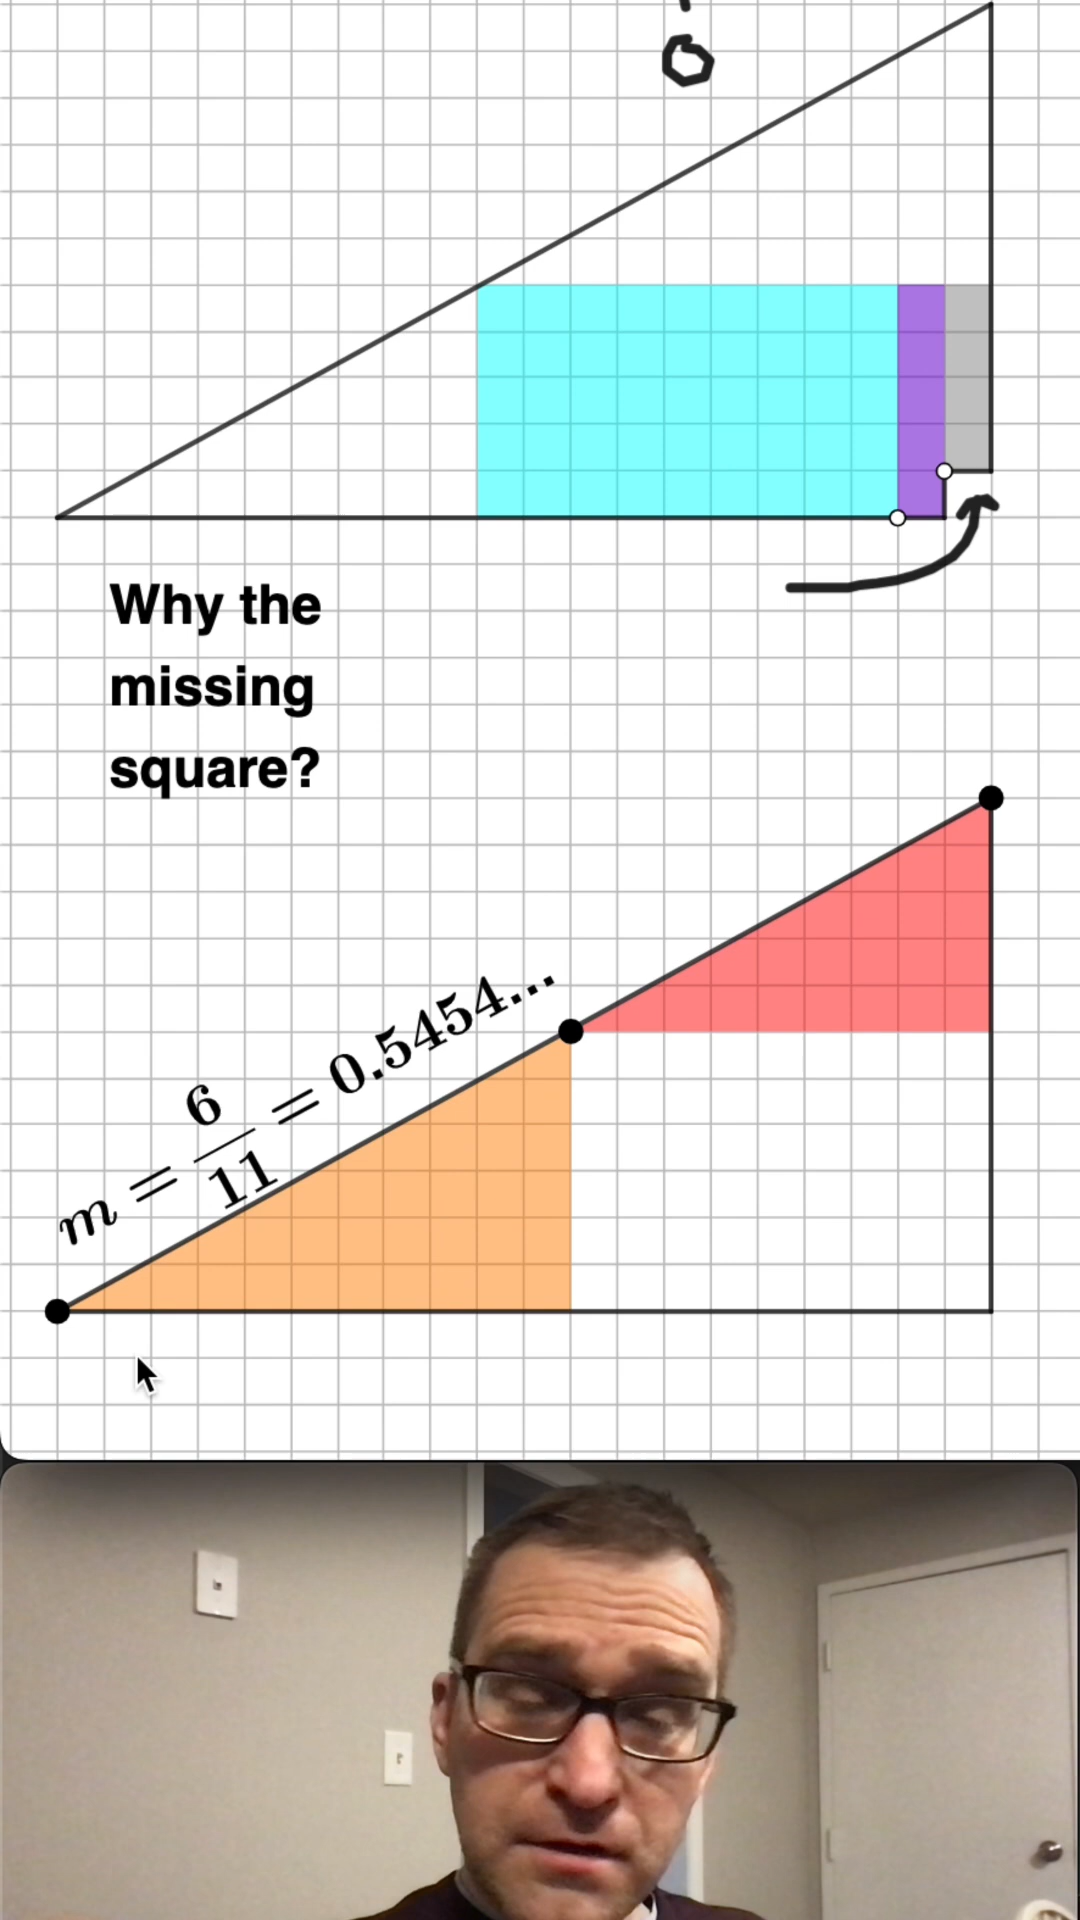 Why the
missing
square?
m = 6/11 = 0.5454...